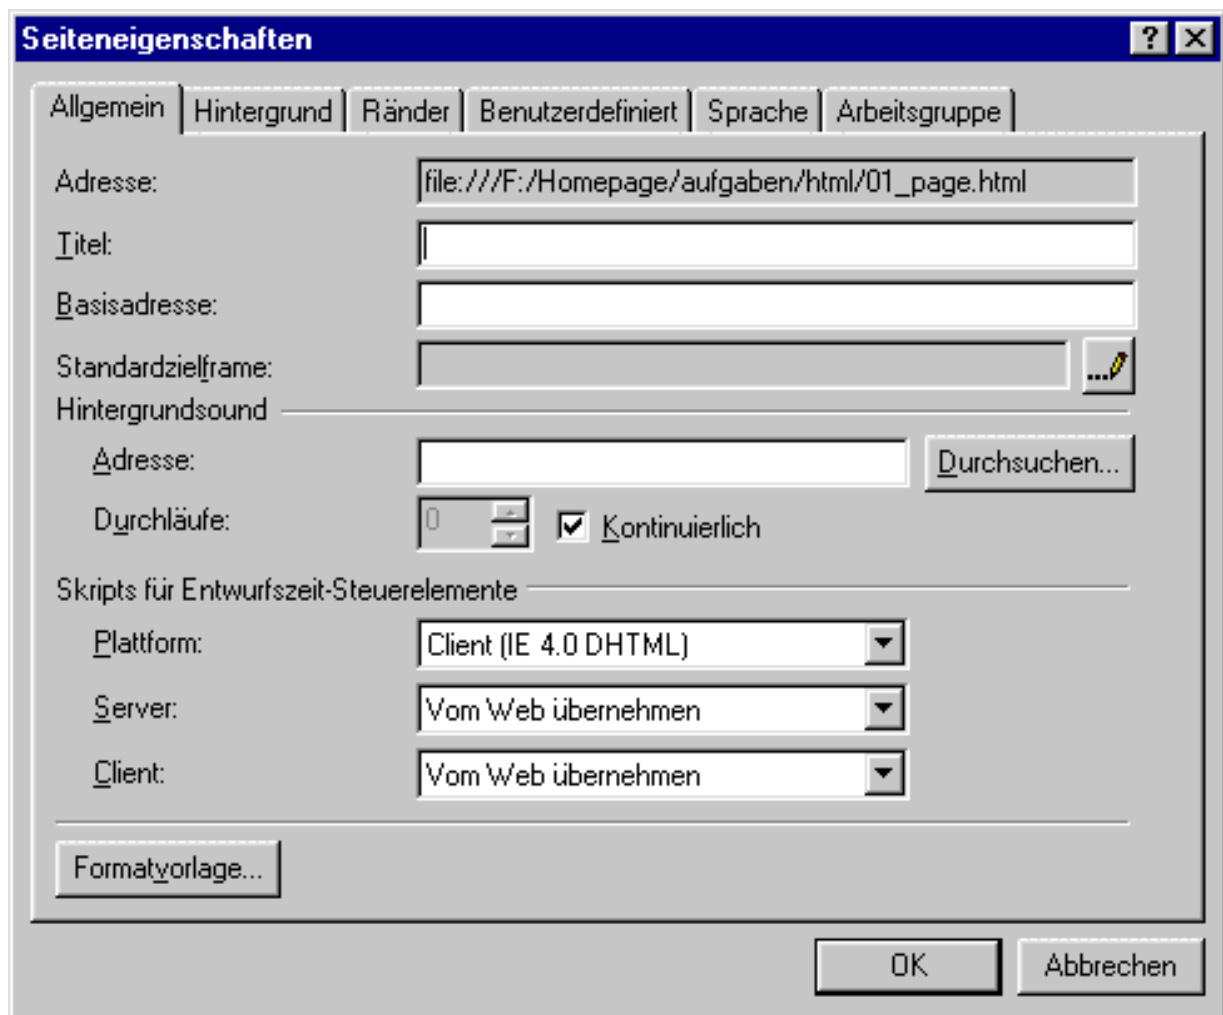 Seiteneigenschaften
Allgemein Hintergrund Ränder Benutzerdefiniert Sprache Arbeitsgruppe
Adresse: file:///F:/Homepage/aufgaben/html/01_page.html
Titel:
Basisadresse:
Standardzielframe: ...
Hintergrundsound
Adresse: Durchsuchen...
Durchläufe: 0 Kontinuierlich
Skripts für Entwurfszeit-Steuerelemente
Plattform: Client (IE 4.0 DHTML)
Server: Vom Web übernehmen
Client: Vom Web übernehmen
Formatvorlage...
OK Abbrechen